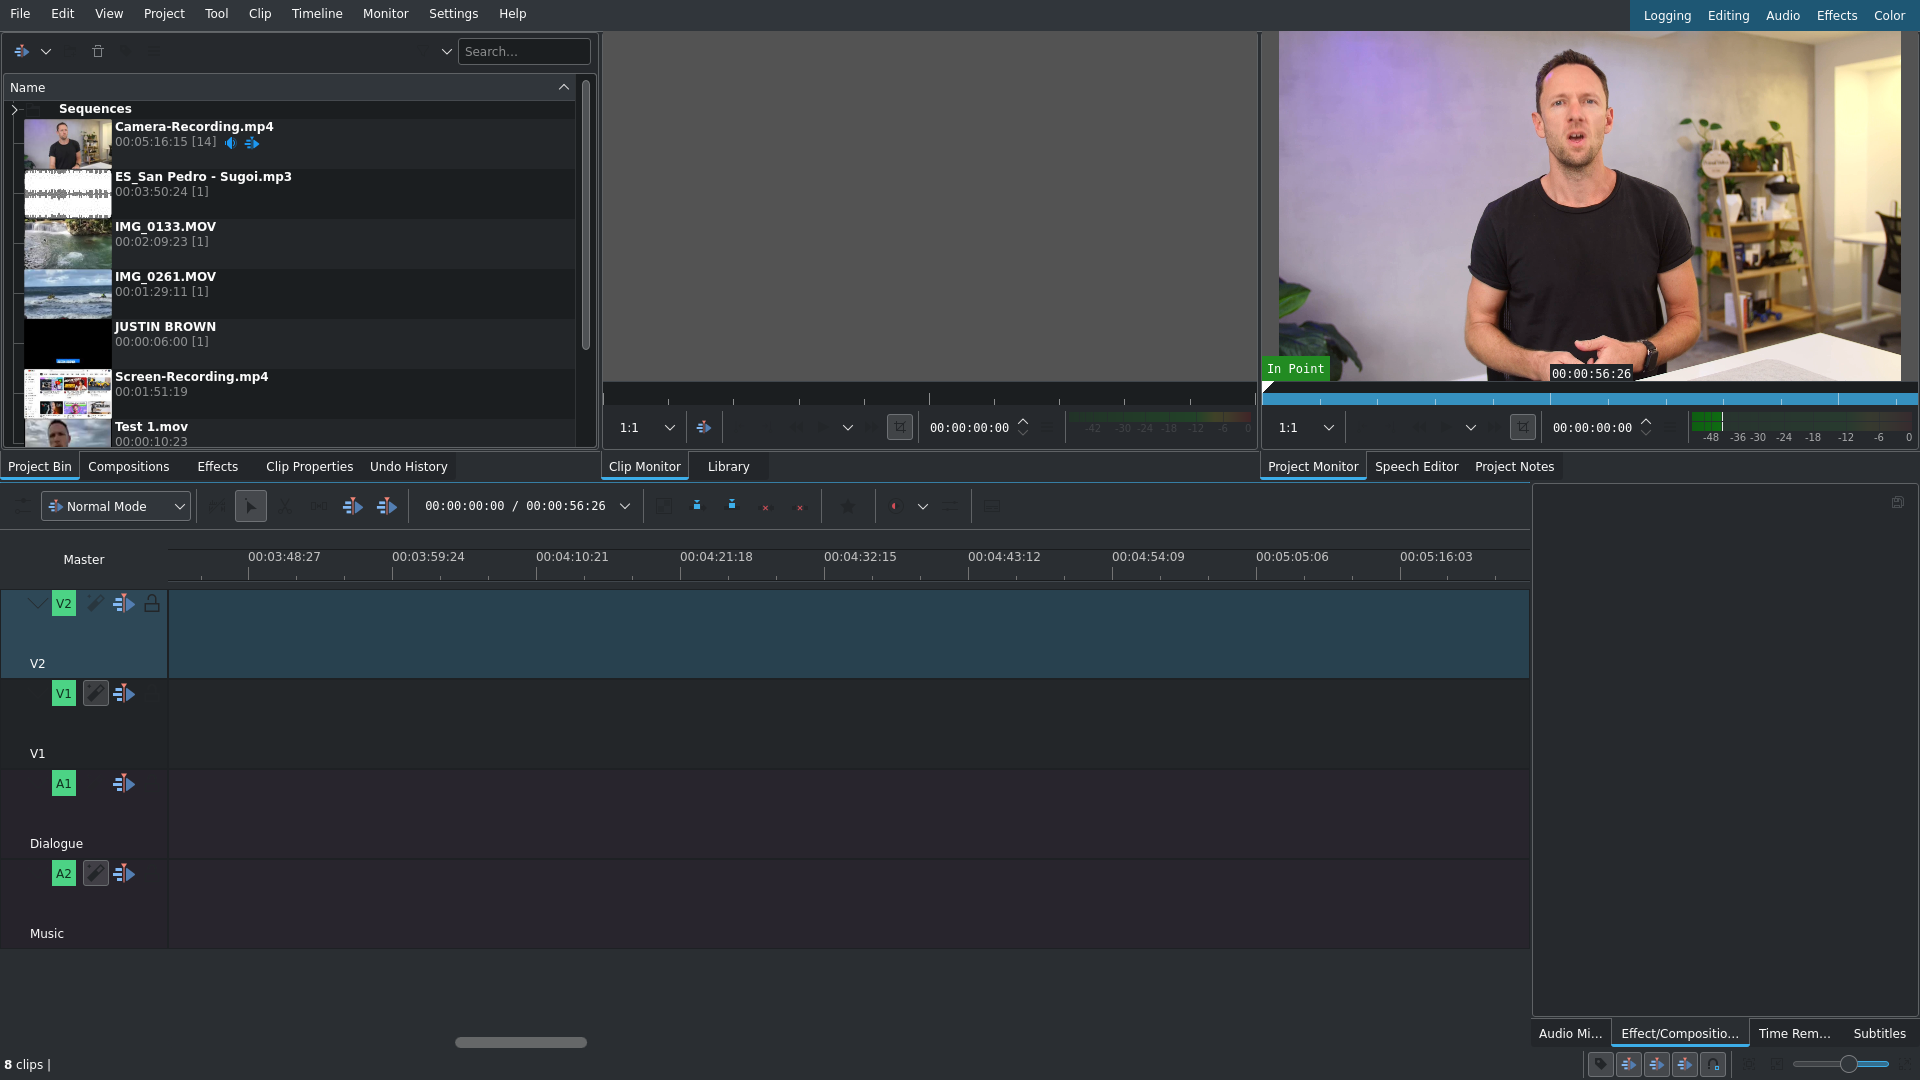 File Edit View Project Tool Clip Timeline Monitor Settings Help
Logging Editing Audio Effects Color
Search...
Name
Sequences
Camera-Recording.mp4
00:05:16:15 [14]
ES_San Pedro - Sugoi.mp3
00:03:50:24 [1]
IMG_0133.MOV
00:02:09:23 [1]
IMG_0261.MOV
00:01:29:11 [1]
JUSTIN BROWN
00:00:06:00 [1]
Screen-Recording.mp4
00:01:51:19
Test 1.mov
00:00:10:23
In Point
00:00:56:26
1:1
00:00:00:00
-42 -30 -24 -18 -12 -6 0
1:1
00:00:00:00
-48 -36 -30 -24 -18 -12 -6 0
Project Bin Compositions Effects Clip Properties Undo History
Clip Monitor Library
Project Monitor Speech Editor Project Notes
Normal Mode
00:00:00:00 / 00:00:56:26
Master
00:03:48:27 00:03:59:24 00:04:10:21 00:04:21:18 00:04:32:15 00:04:43:12 00:04:54:09 00:05:05:06 00:05:16:03
V2
V2
V1
V1
A1
Dialogue
A2
Music
Audio Mi... Effect/Compositio... Time Rem... Subtitles
8 clips |